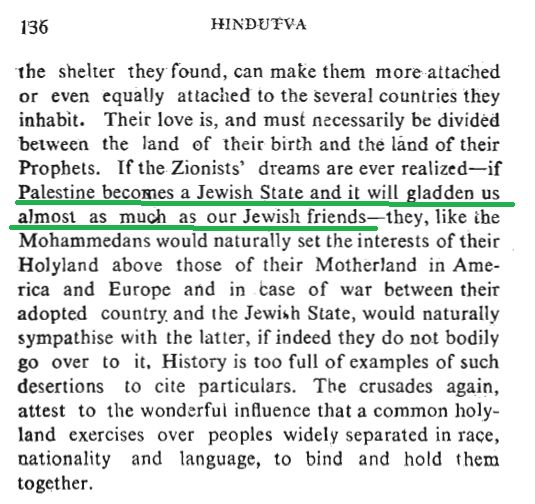 136 HINDUTVA
the shelter they found, can make them more attached
or even equally attached to the several countries they
inhabit. Their love is, and must necessarily be divided
between the land of their birth and the land of their
Prophets. If the Zionists' dreams are ever realized—if
Palestine becomes a Jewish State and it will gladden us
almost as much as our Jewish friends—they, like the
Mohammedans would naturally set the interests of their
Holyland above those of their Motherland in Ame-
rica and Europe and in case of war between their
adopted country and the Jewish State, would naturally
sympathise with the latter, if indeed they do not bodily
go over to it. History is too full of examples of such
desertions to cite particulars. The crusades again,
attest to the wonderful influence that a common holy-
land exercises over peoples widely separated in race,
nationality and language, to bind and hold them
together.